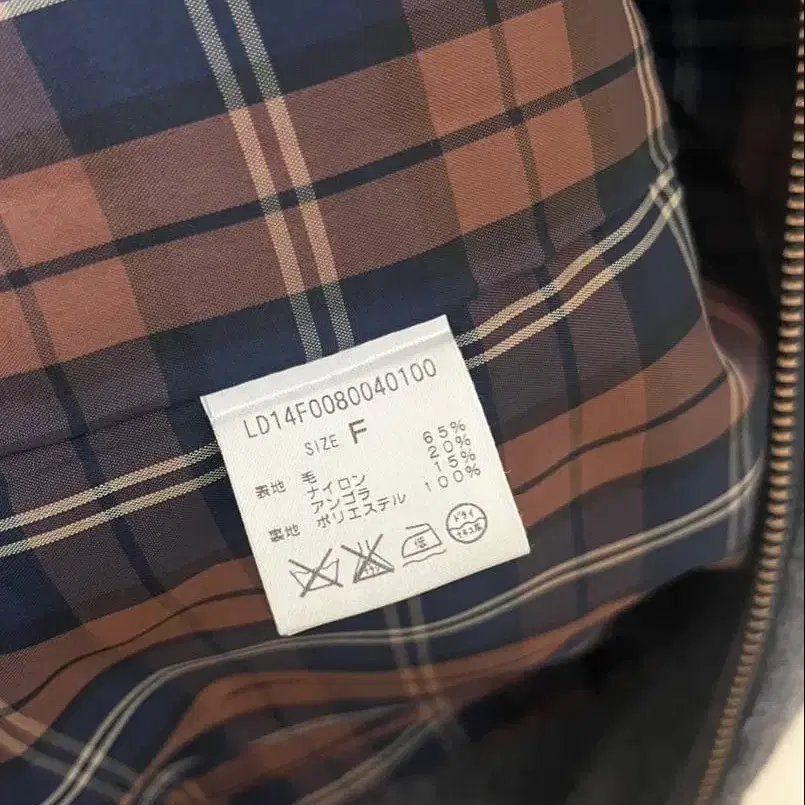 LD14F0080040100
SIZE F
表地 毛 65%
ナイロン 20%
アンゴラ 15%
裏地 ポリエステル 100%
低 ドライ